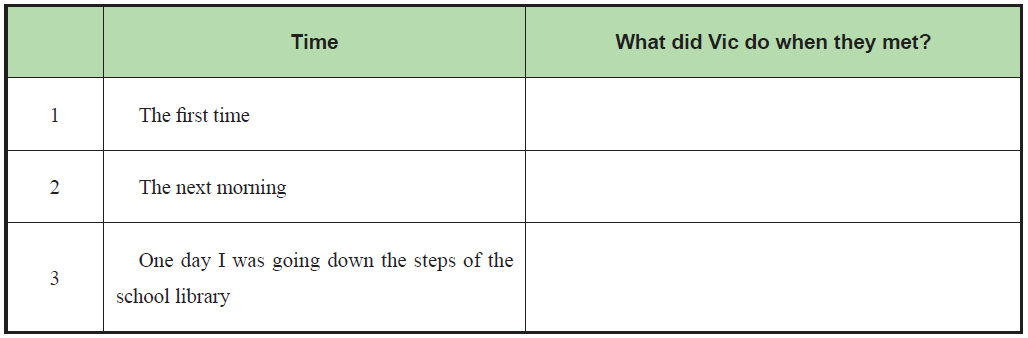 Time What did Vic do when they met?
1 The first time
2 The next morning
3 One day I was going down the steps of the
school library